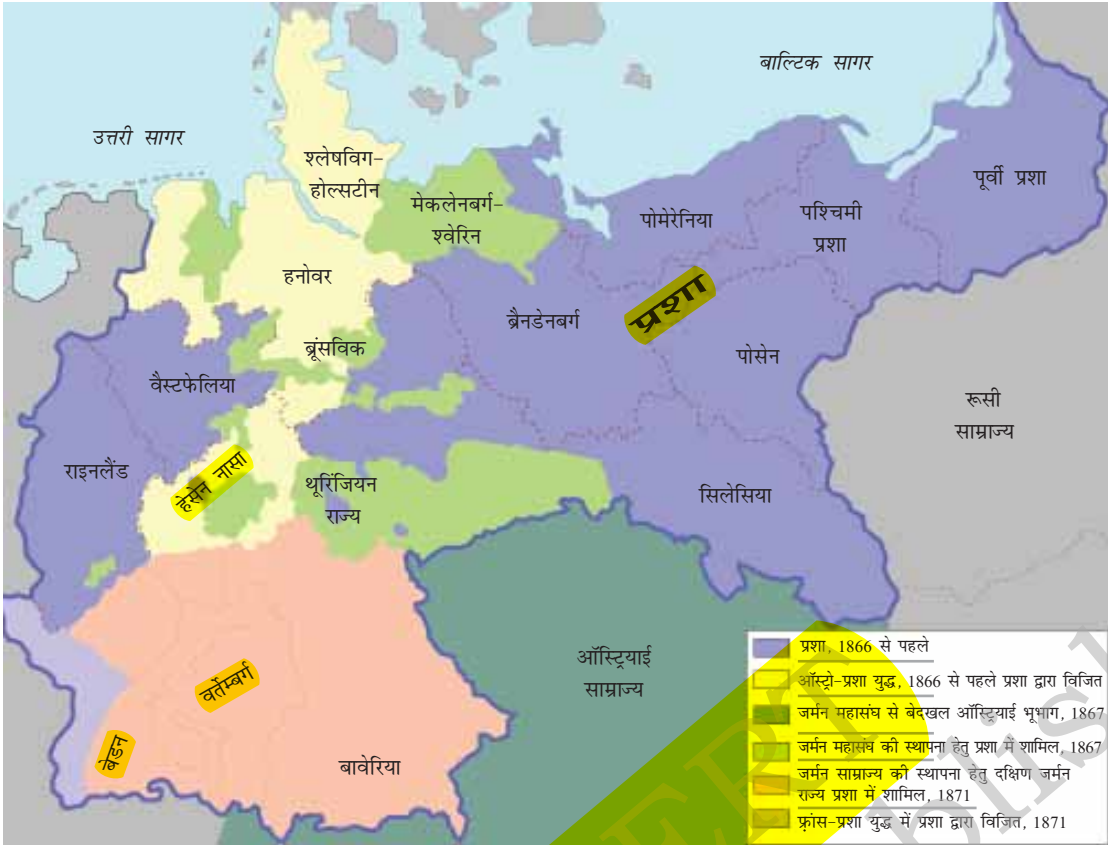 बाल्टिक सागर
उत्तरी सागर
श्लेषविग-
होल्सटीन
मेकलेनबर्ग-
श्वेरिन
पोमेरेनिया
पश्चिमी
प्रशा
पूर्वी प्रशा
हनोवर
ब्रैनडेनबर्ग
प्रशा
ब्रूंसविक
पोसेन
वैस्टफेलिया
रूसी
साम्राज्य
राइनलैंड
हेसेन नासा
थूरिंजियन
राज्य
सिलेसिया
ऑस्ट्रियाई
साम्राज्य
वर्तेम्बर्ग
बेडन
बावेरिया
प्रशा, 1866 से पहले
ऑस्ट्रो-प्रशा युद्ध, 1866 से पहले प्रशा द्वारा विजित
जर्मन महासंघ से बेदखल ऑस्ट्रियाई भूभाग, 1867
जर्मन महासंघ की स्थापना हेतु प्रशा में शामिल, 1867
जर्मन साम्राज्य की स्थापना हेतु दक्षिण जर्मन
राज्य प्रशा में शामिल, 1871
फ़्रांस-प्रशा युद्ध में प्रशा द्वारा विजित, 1871